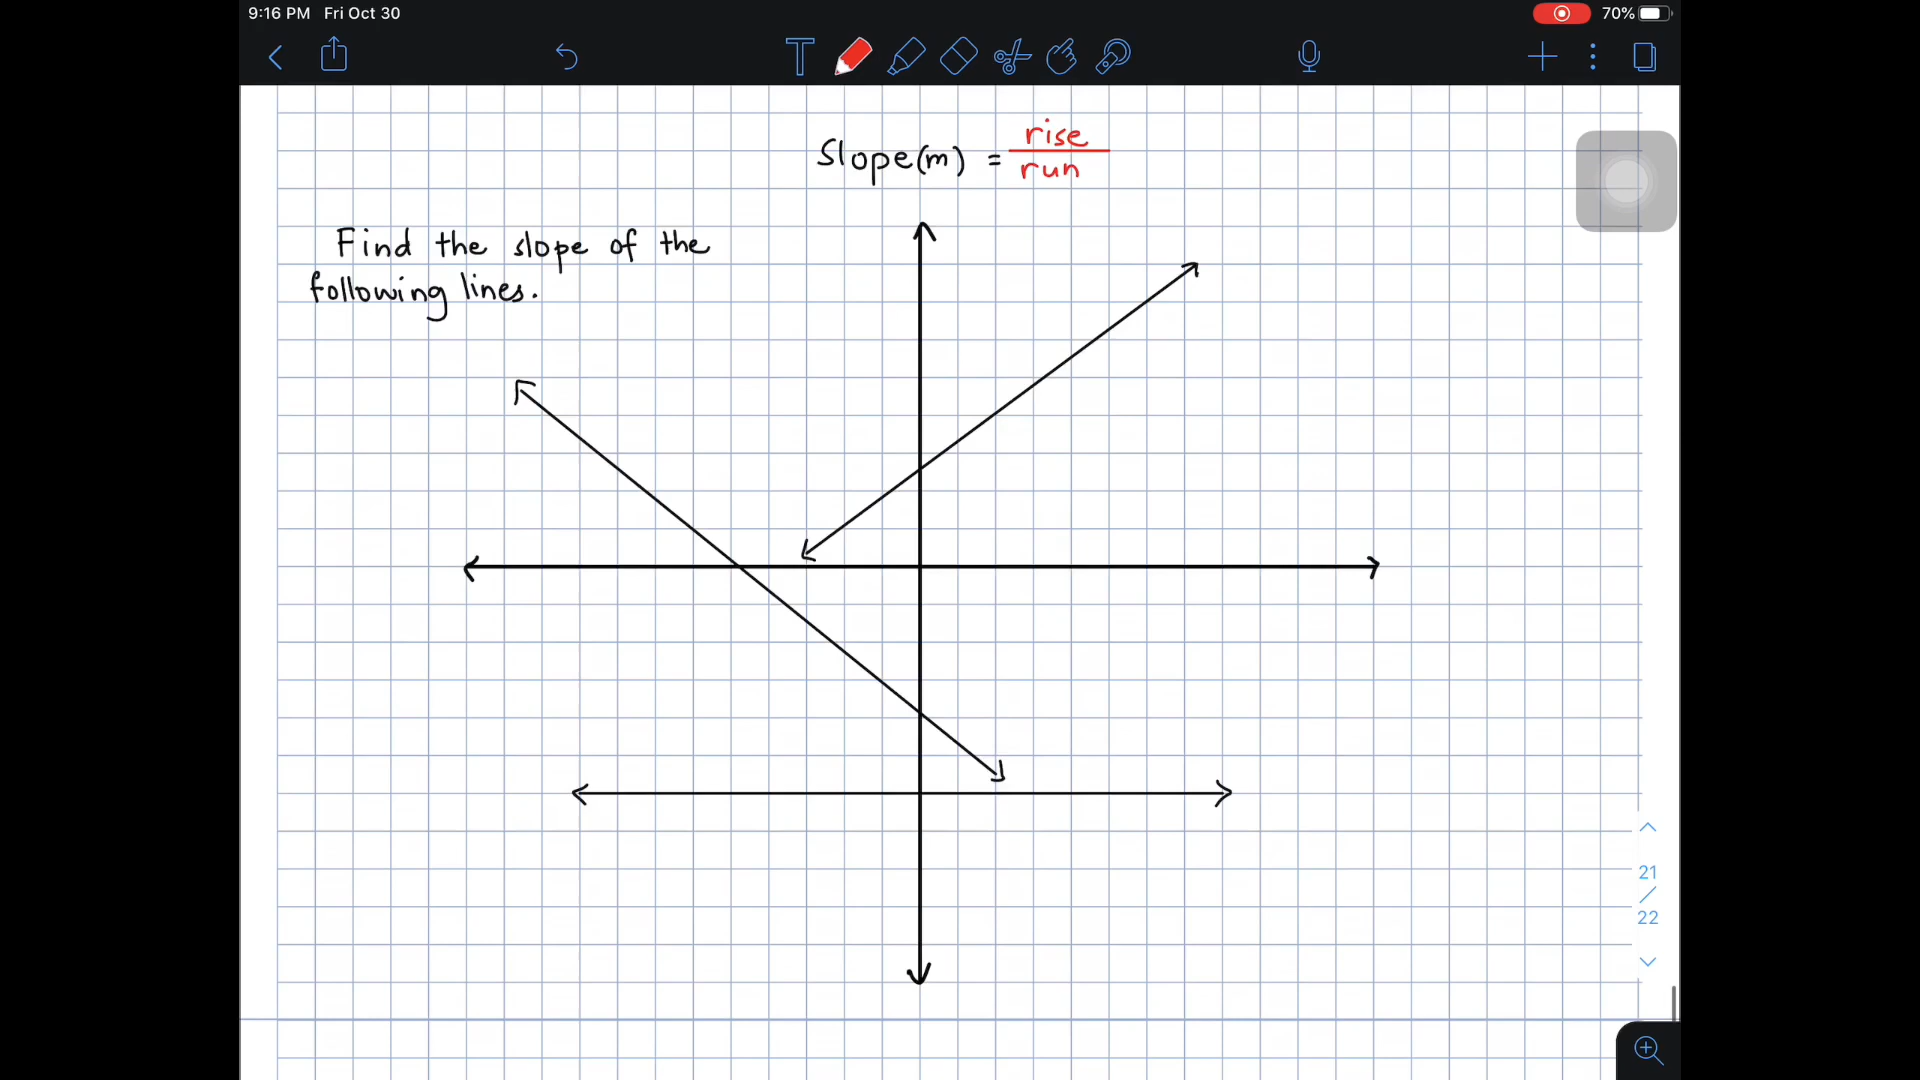 9:16 PM Fri Oct 30
70%
T
Slope(m) = rise
run
Find the slope of the
following lines.
21
22